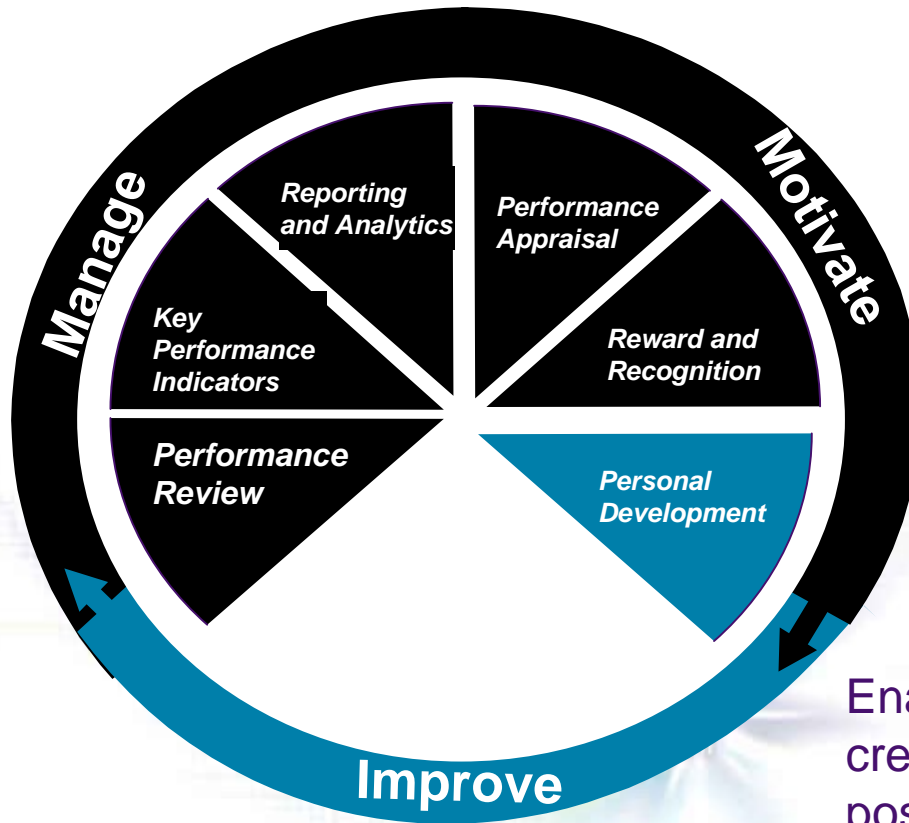 Manage
Motivate
Reporting
and Analytics
Performance
Appraisal
Key
Performance
Indicators
Reward and
Recognition
Performance
Review
Personal
Development
Improve